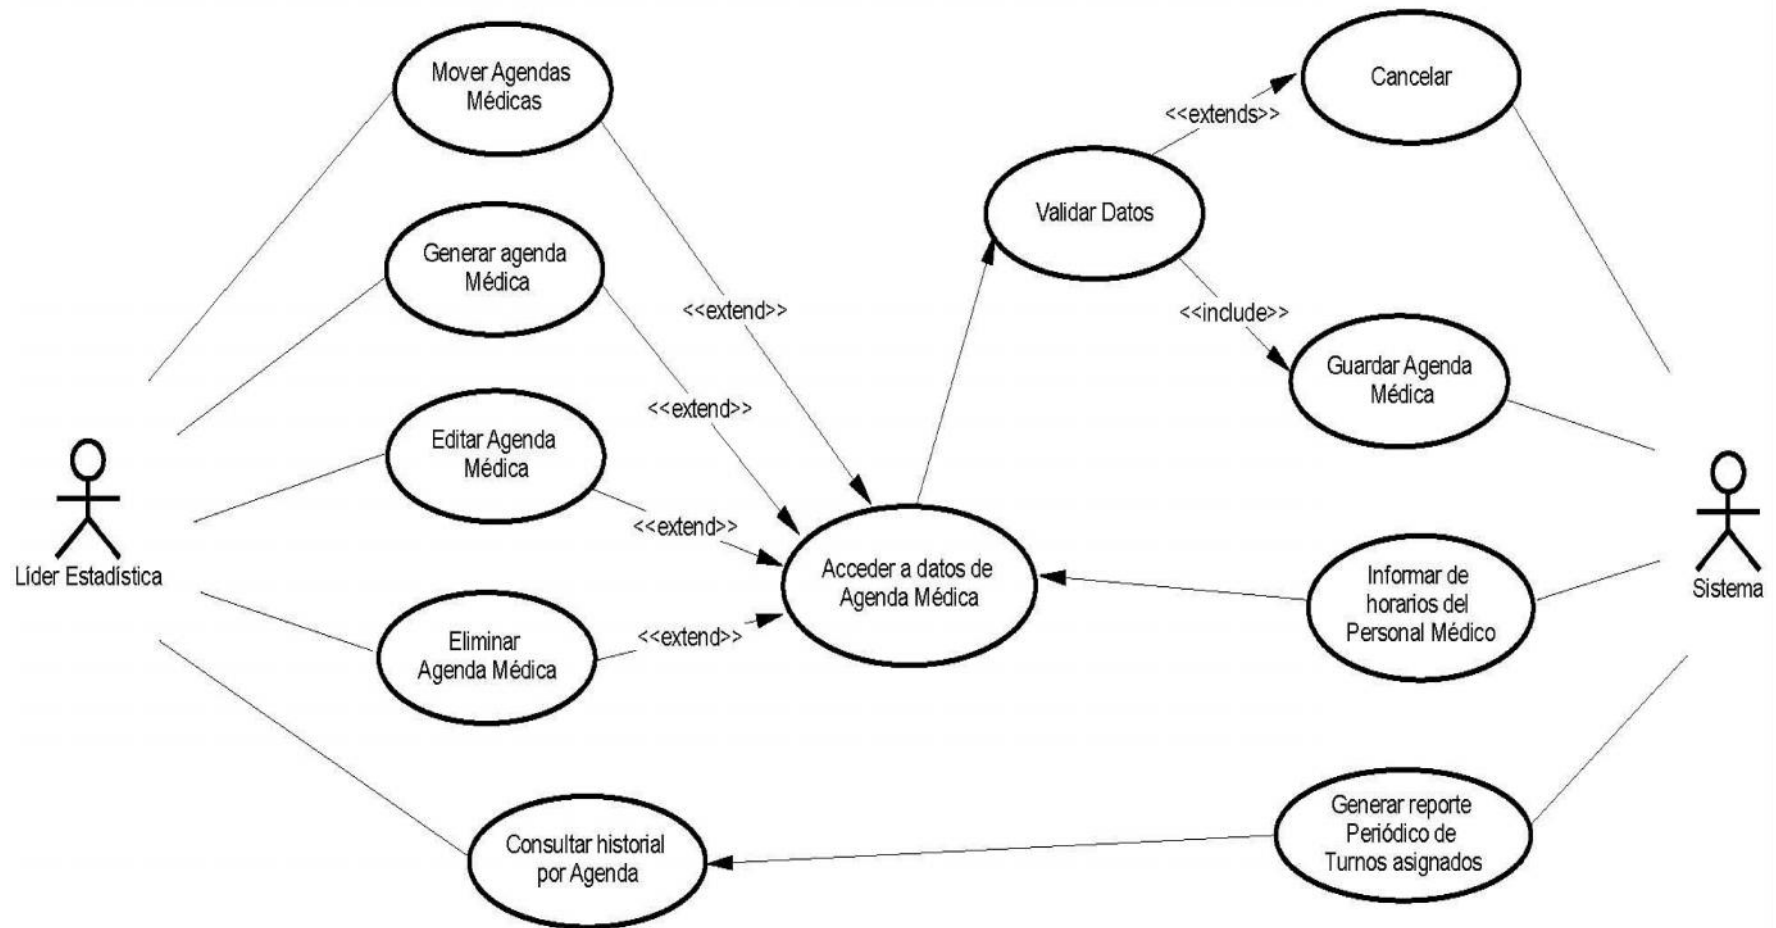 Mover Agendas
Médicas
Cancelar
<<extends>>
Validar Datos
Generar agenda
Médica
<<extend>>
<<include>>
Guardar Agenda
Médica
<<extend>>
Editar Agenda
Médica
<<extend>>
Líder Estadística
Acceder a datos de
Agenda Médica
Informar de
horarios del
Personal Médico
Sistema
Eliminar
Agenda Médica
<<extend>>
Consultar historial
por Agenda
Generar reporte
Periódico de
Turnos asignados